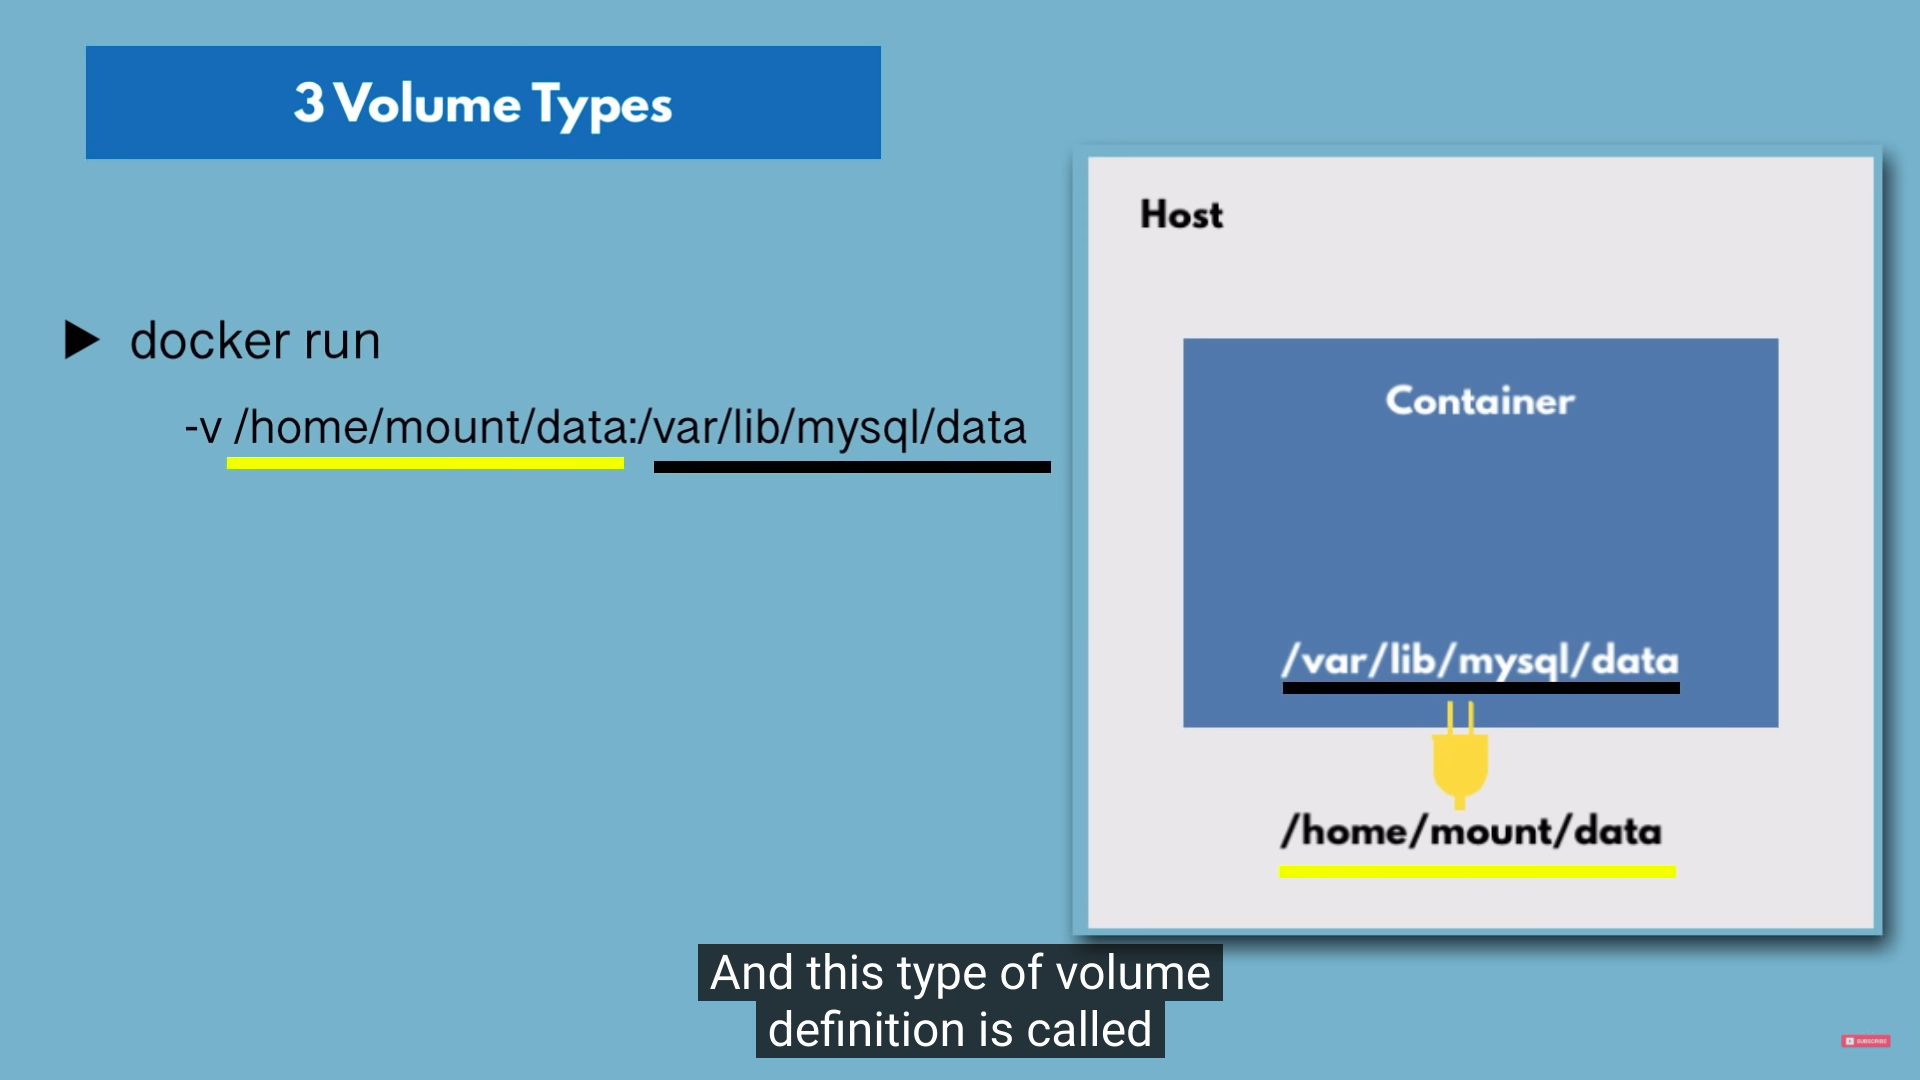 3 Volume Types
Host
▶ docker run
-v /home/mount/data:/var/lib/mysql/data
Container
/var/lib/mysql/data
/home/mount/data
And this type of volume
definition is called
SUBSCRIBE